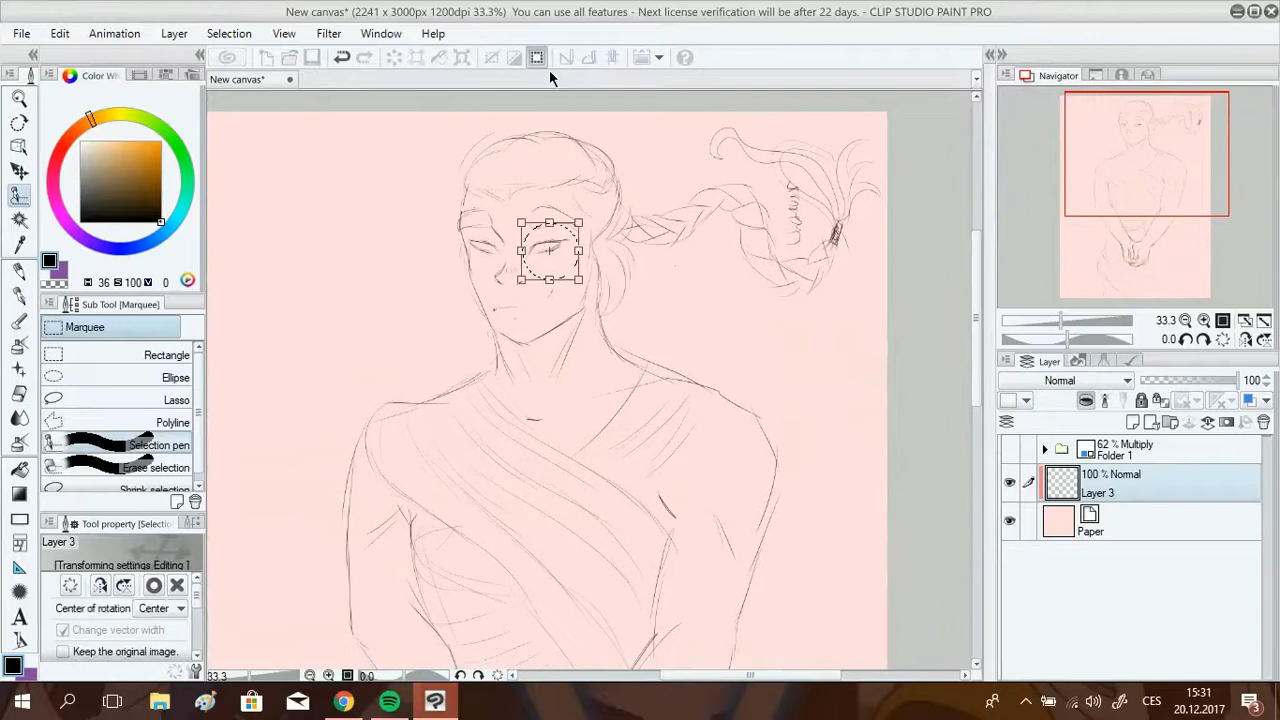 New canvas* (2241 x 3000px 1200dpi 33.3%)  You can use all features - Next license verification will be after 22 days. - CLIP STUDIO PAINT PRO
File Edit Animation Layer Selection View Filter Window Help
Color Wh
New canvas*
Navigator
H 36 S 100 V 0
Sub Tool [Marquee]
Marquee
Rectangle
Ellipse
Lasso
Polyline
Selection pen
Erase selection
Shrink selection
Tool property [Selectio
Layer 3
[Transforming settings Editing ]
Center of rotation Center
Change vector width
Keep the original image.
33.3
0.0
33.3
0.0
Layer
Normal 100
62 % Multiply
Folder 1
100 % Normal
Layer 3
Paper
A
CES
15:31
20.12.2017
3